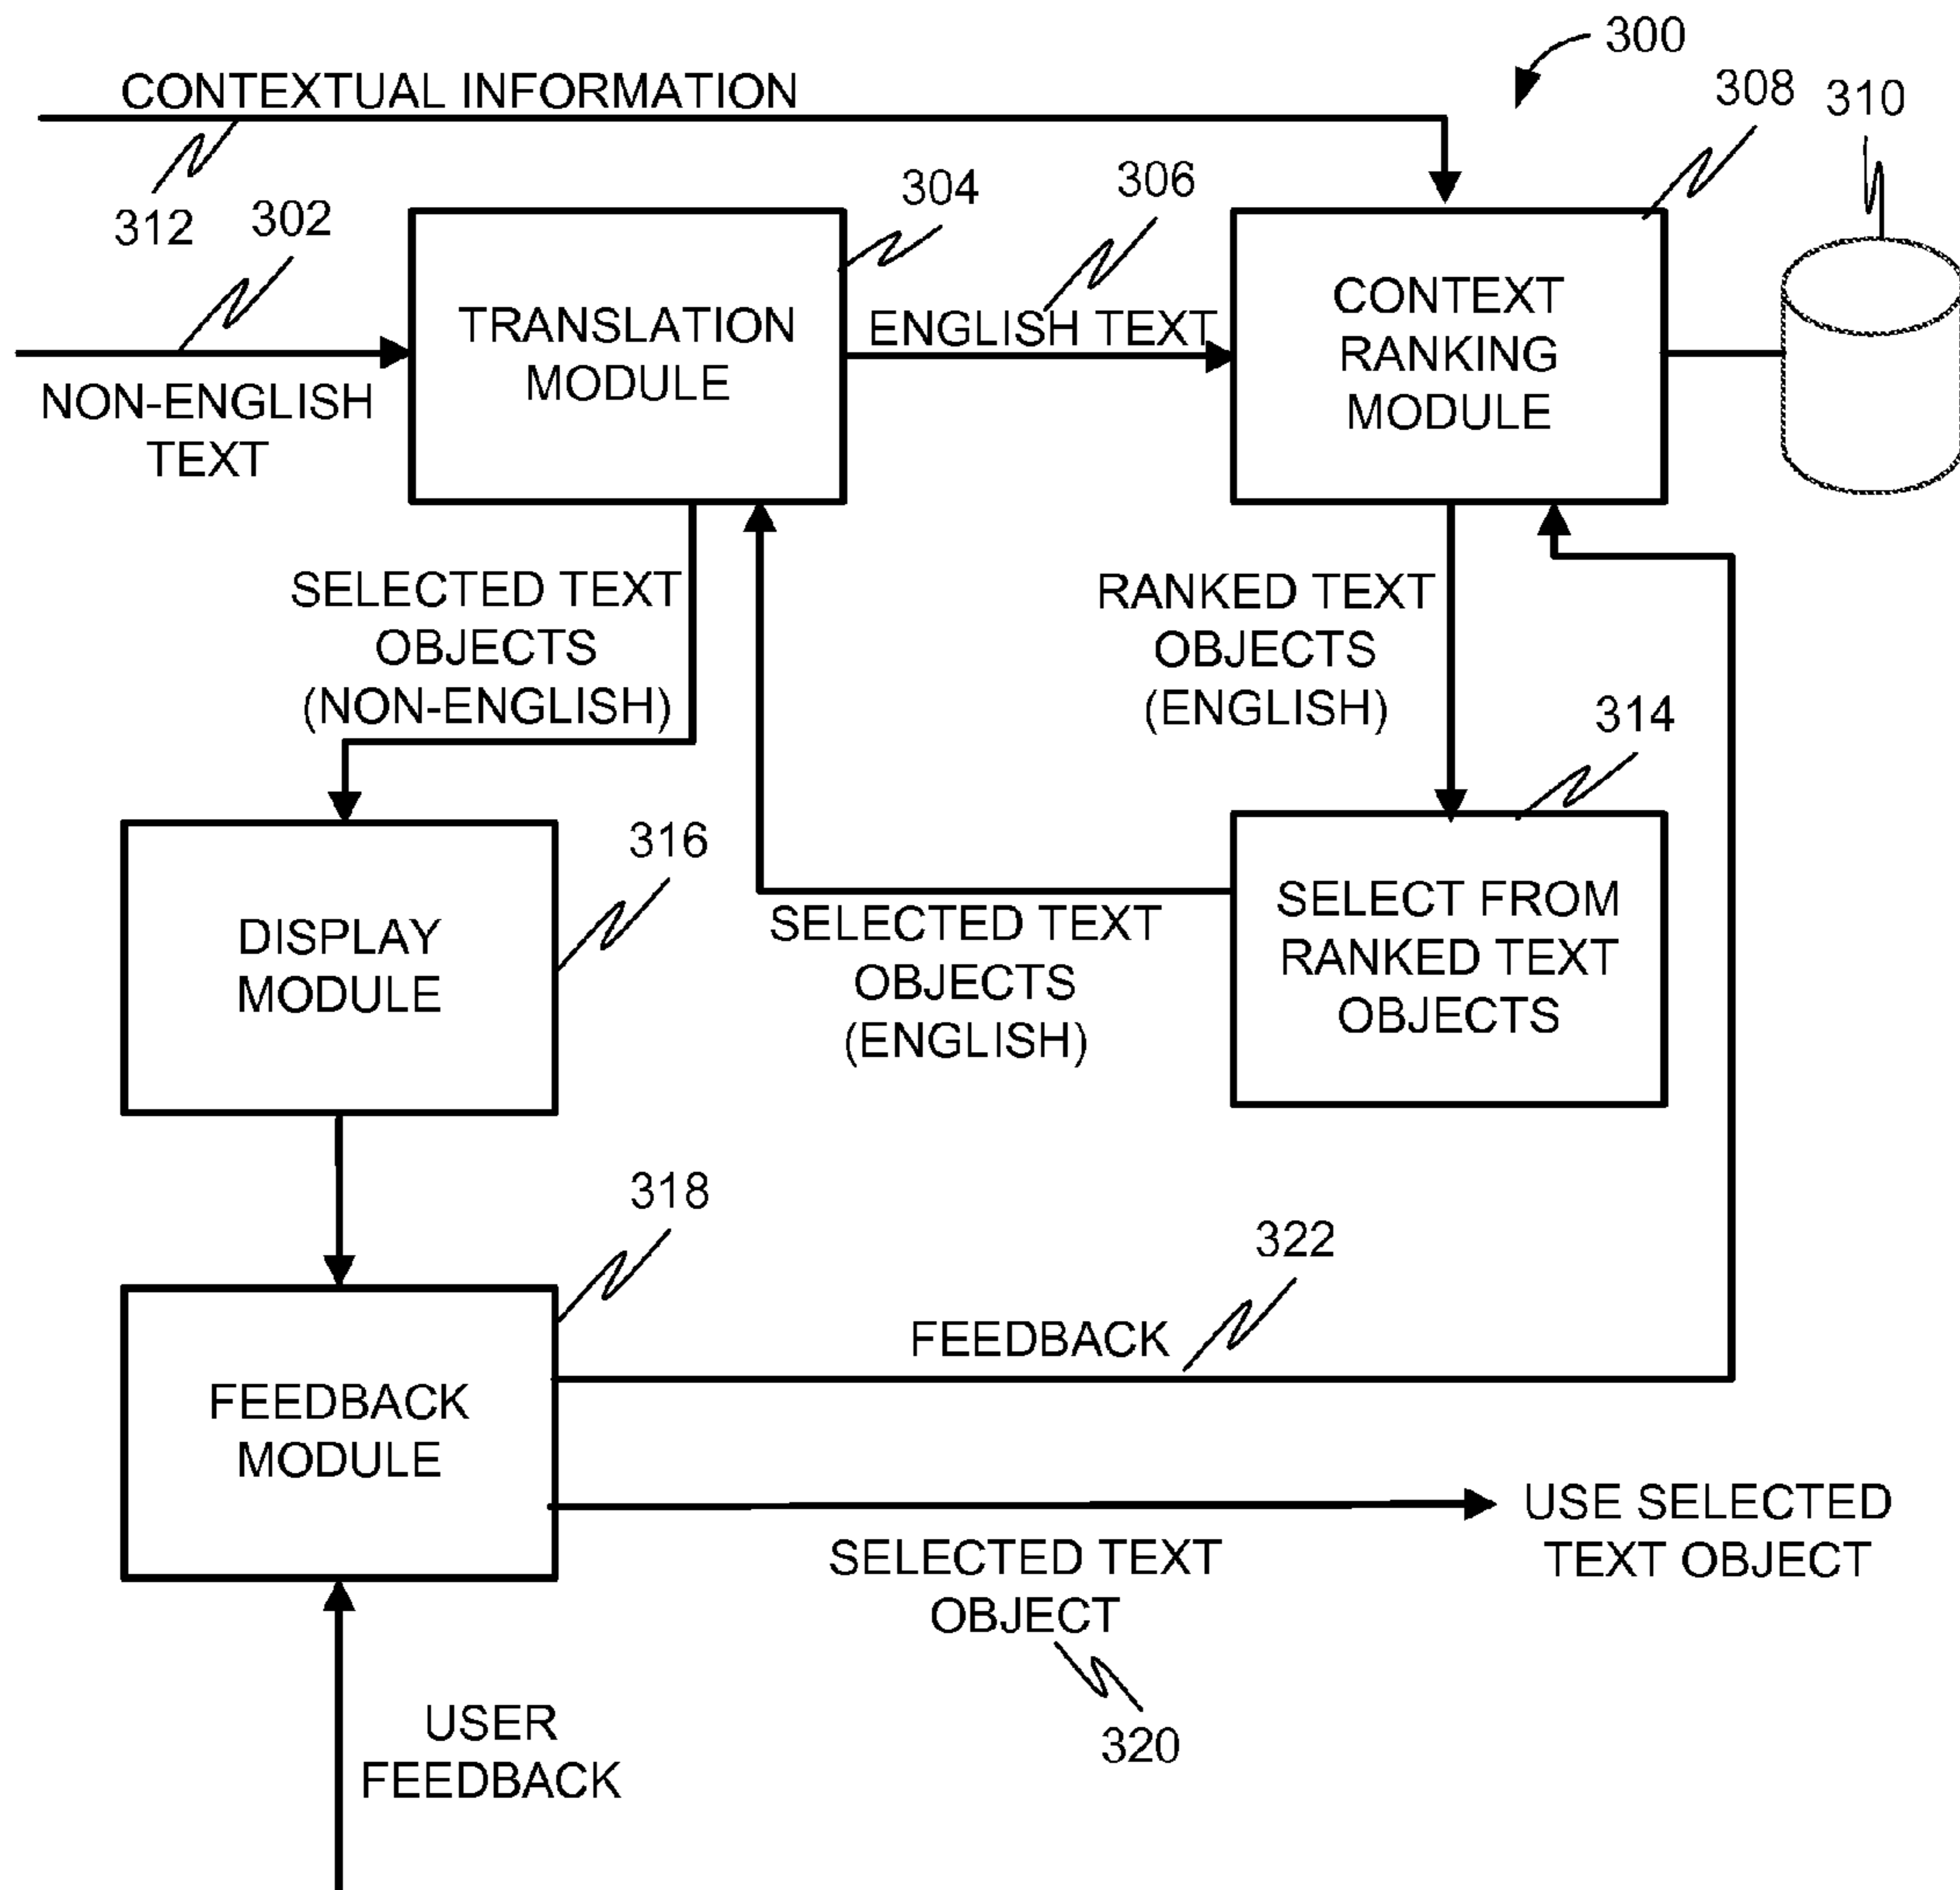 300
CONTEXTUAL INFORMATION
308
310
312
302
304
306
TRANSLATION
MODULE
ENGLISH TEXT
CONTEXT
RANKING
MODULE
NON-ENGLISH
TEXT
SELECTED TEXT
OBJECTS
(NON-ENGLISH)
RANKED TEXT
OBJECTS
(ENGLISH)
314
316
DISPLAY
MODULE
SELECTED TEXT
OBJECTS
(ENGLISH)
SELECT FROM
RANKED TEXT
OBJECTS
318
322
FEEDBACK
FEEDBACK
MODULE
SELECTED TEXT
OBJECT
USE SELECTED
TEXT OBJECT
320
USER
FEEDBACK